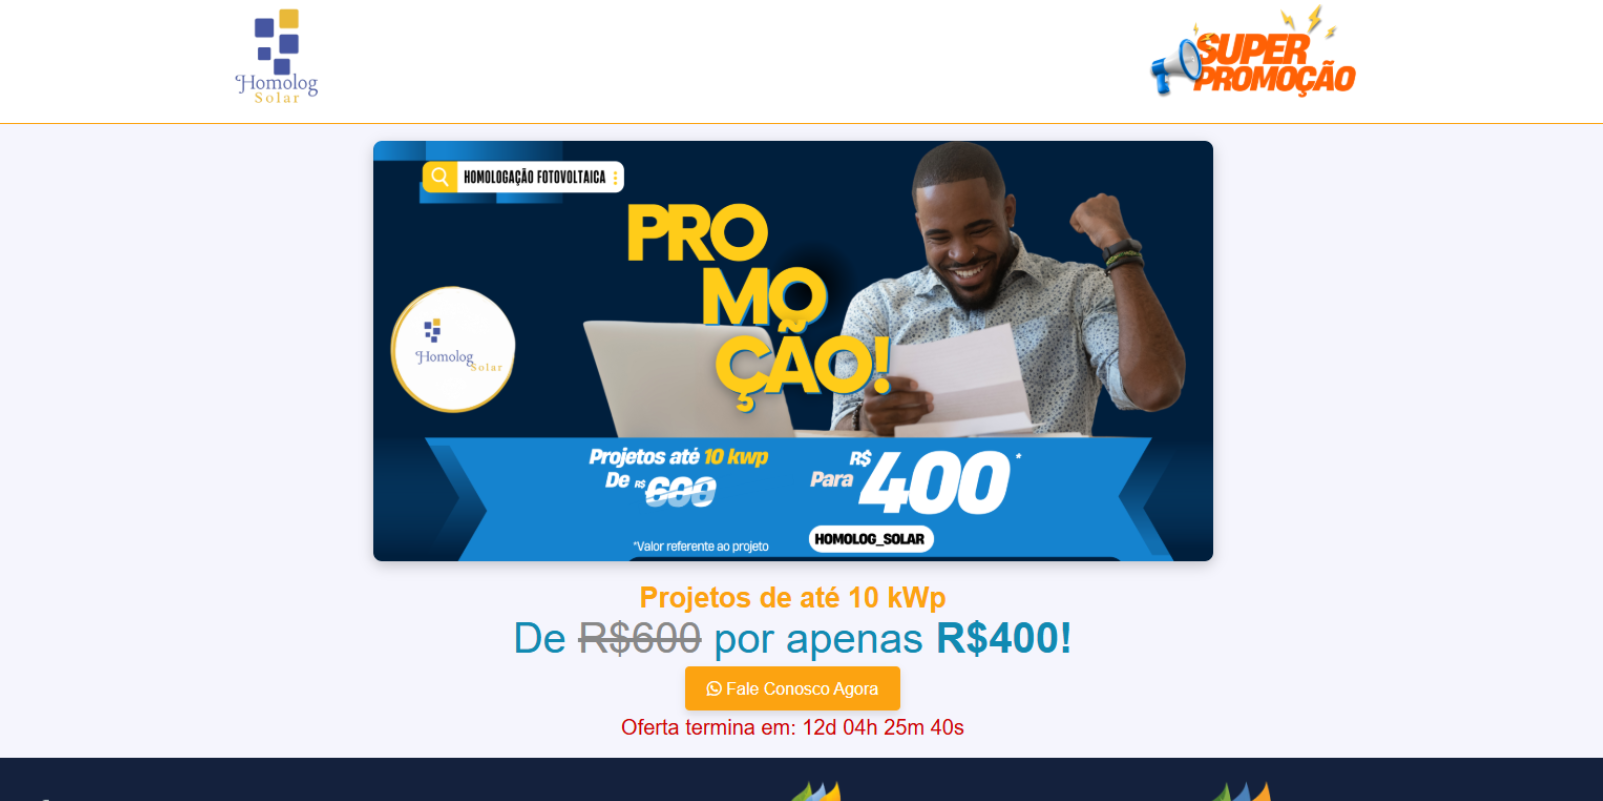 Homolog
Solar
SUPER
PROMOÇÃO
HOMOLOGAÇÃO FOTOVOLTAICA
PRO
MO
ÇÃO!
Homolog
Solar
Projetos até 10 kwp
De R$ 600
Para R$ 400*
*Valor referente ao projeto
HOMOLOG_SOLAR
Projetos de até 10 kWp
De R$600 por apenas R$400!
Fale Conosco Agora
Oferta termina em: 12d 04h 25m 40s